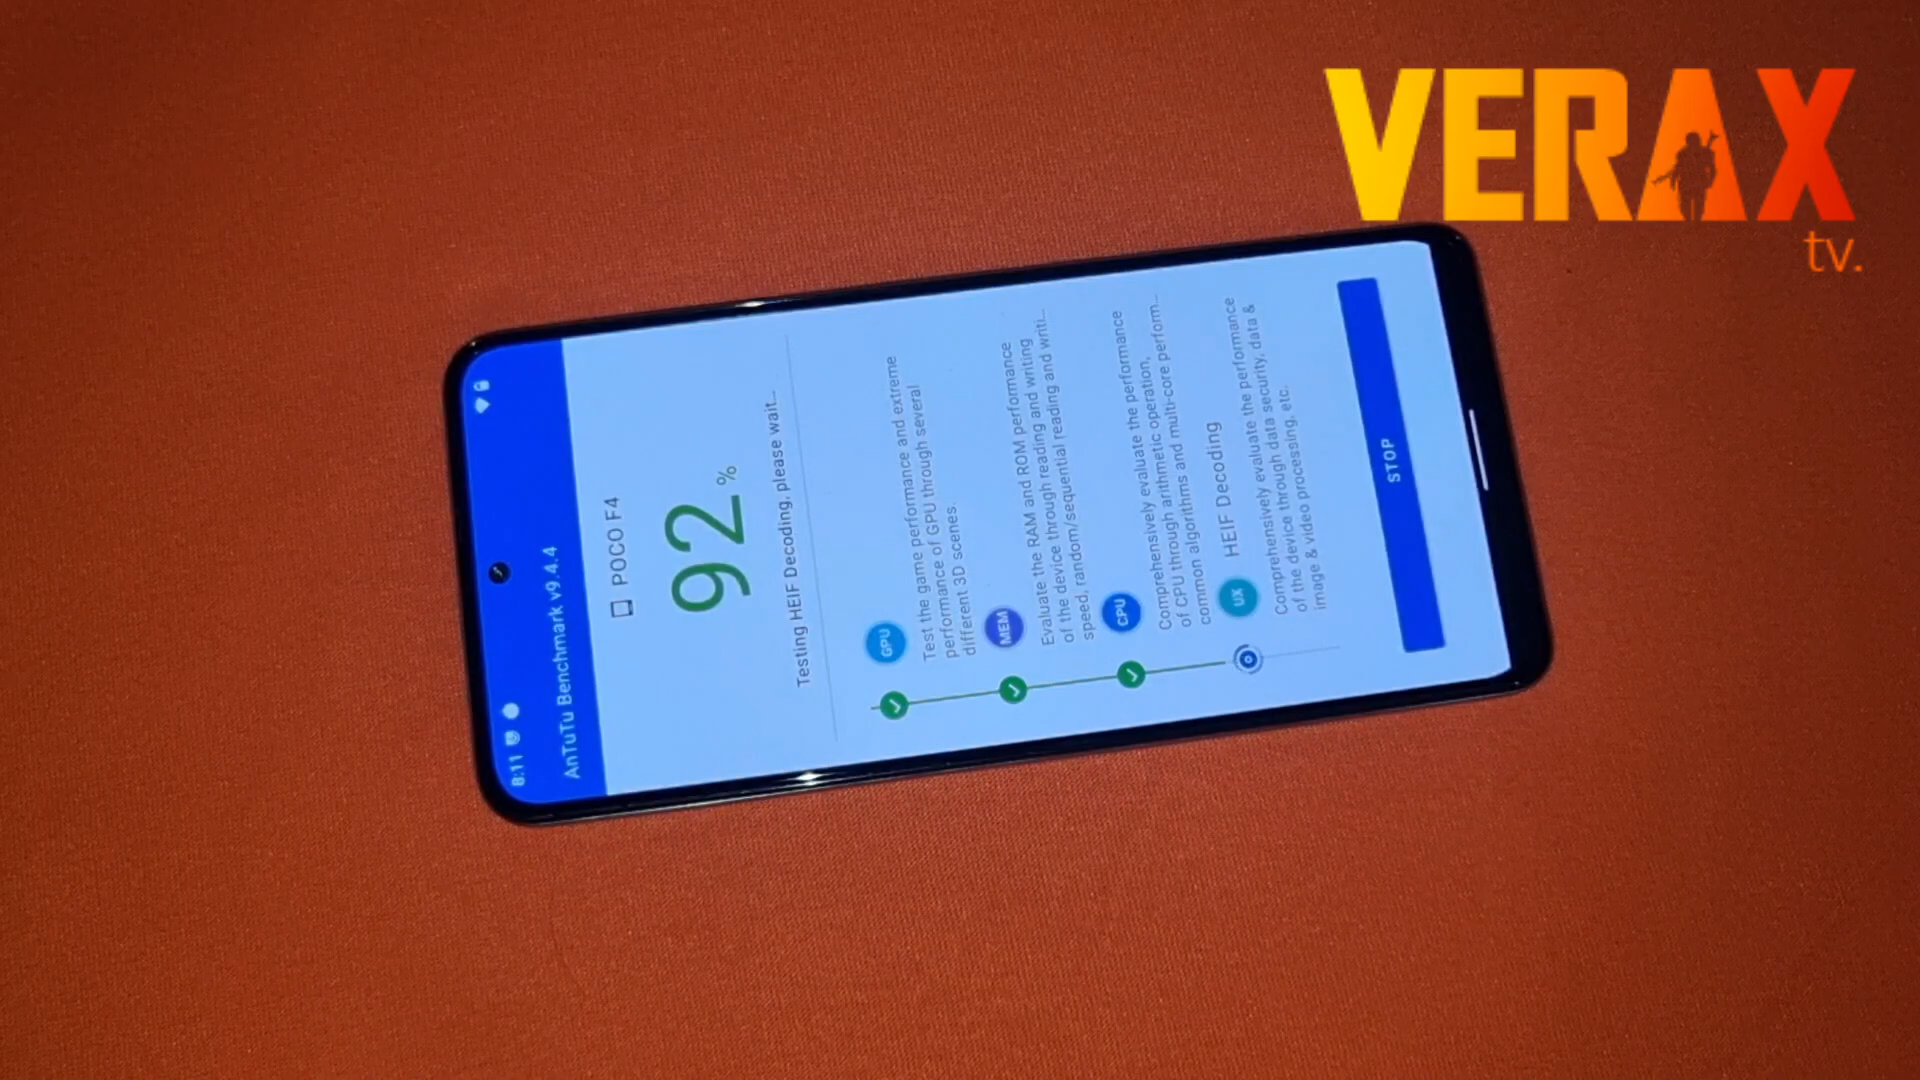 VERAX
tv.
8:11
AnTuTu Benchmark v9.4.4
POCO F4
92%
Testing HEIF Decoding, please wait...
GPU
Test the game performance and extreme
performance of GPU through several
different 3D scenes.
MEM
Evaluate the RAM and ROM performance
of the device through reading and writing
speed, random/sequential reading and writi...
CPU
Comprehensively evaluate the performance
of CPU through arithmetic operation,
common algorithms and multi-core perform...
UX
HEIF Decoding
Comprehensively evaluate the performance
of the device through data security, data &
image & video processing, etc.
STOP